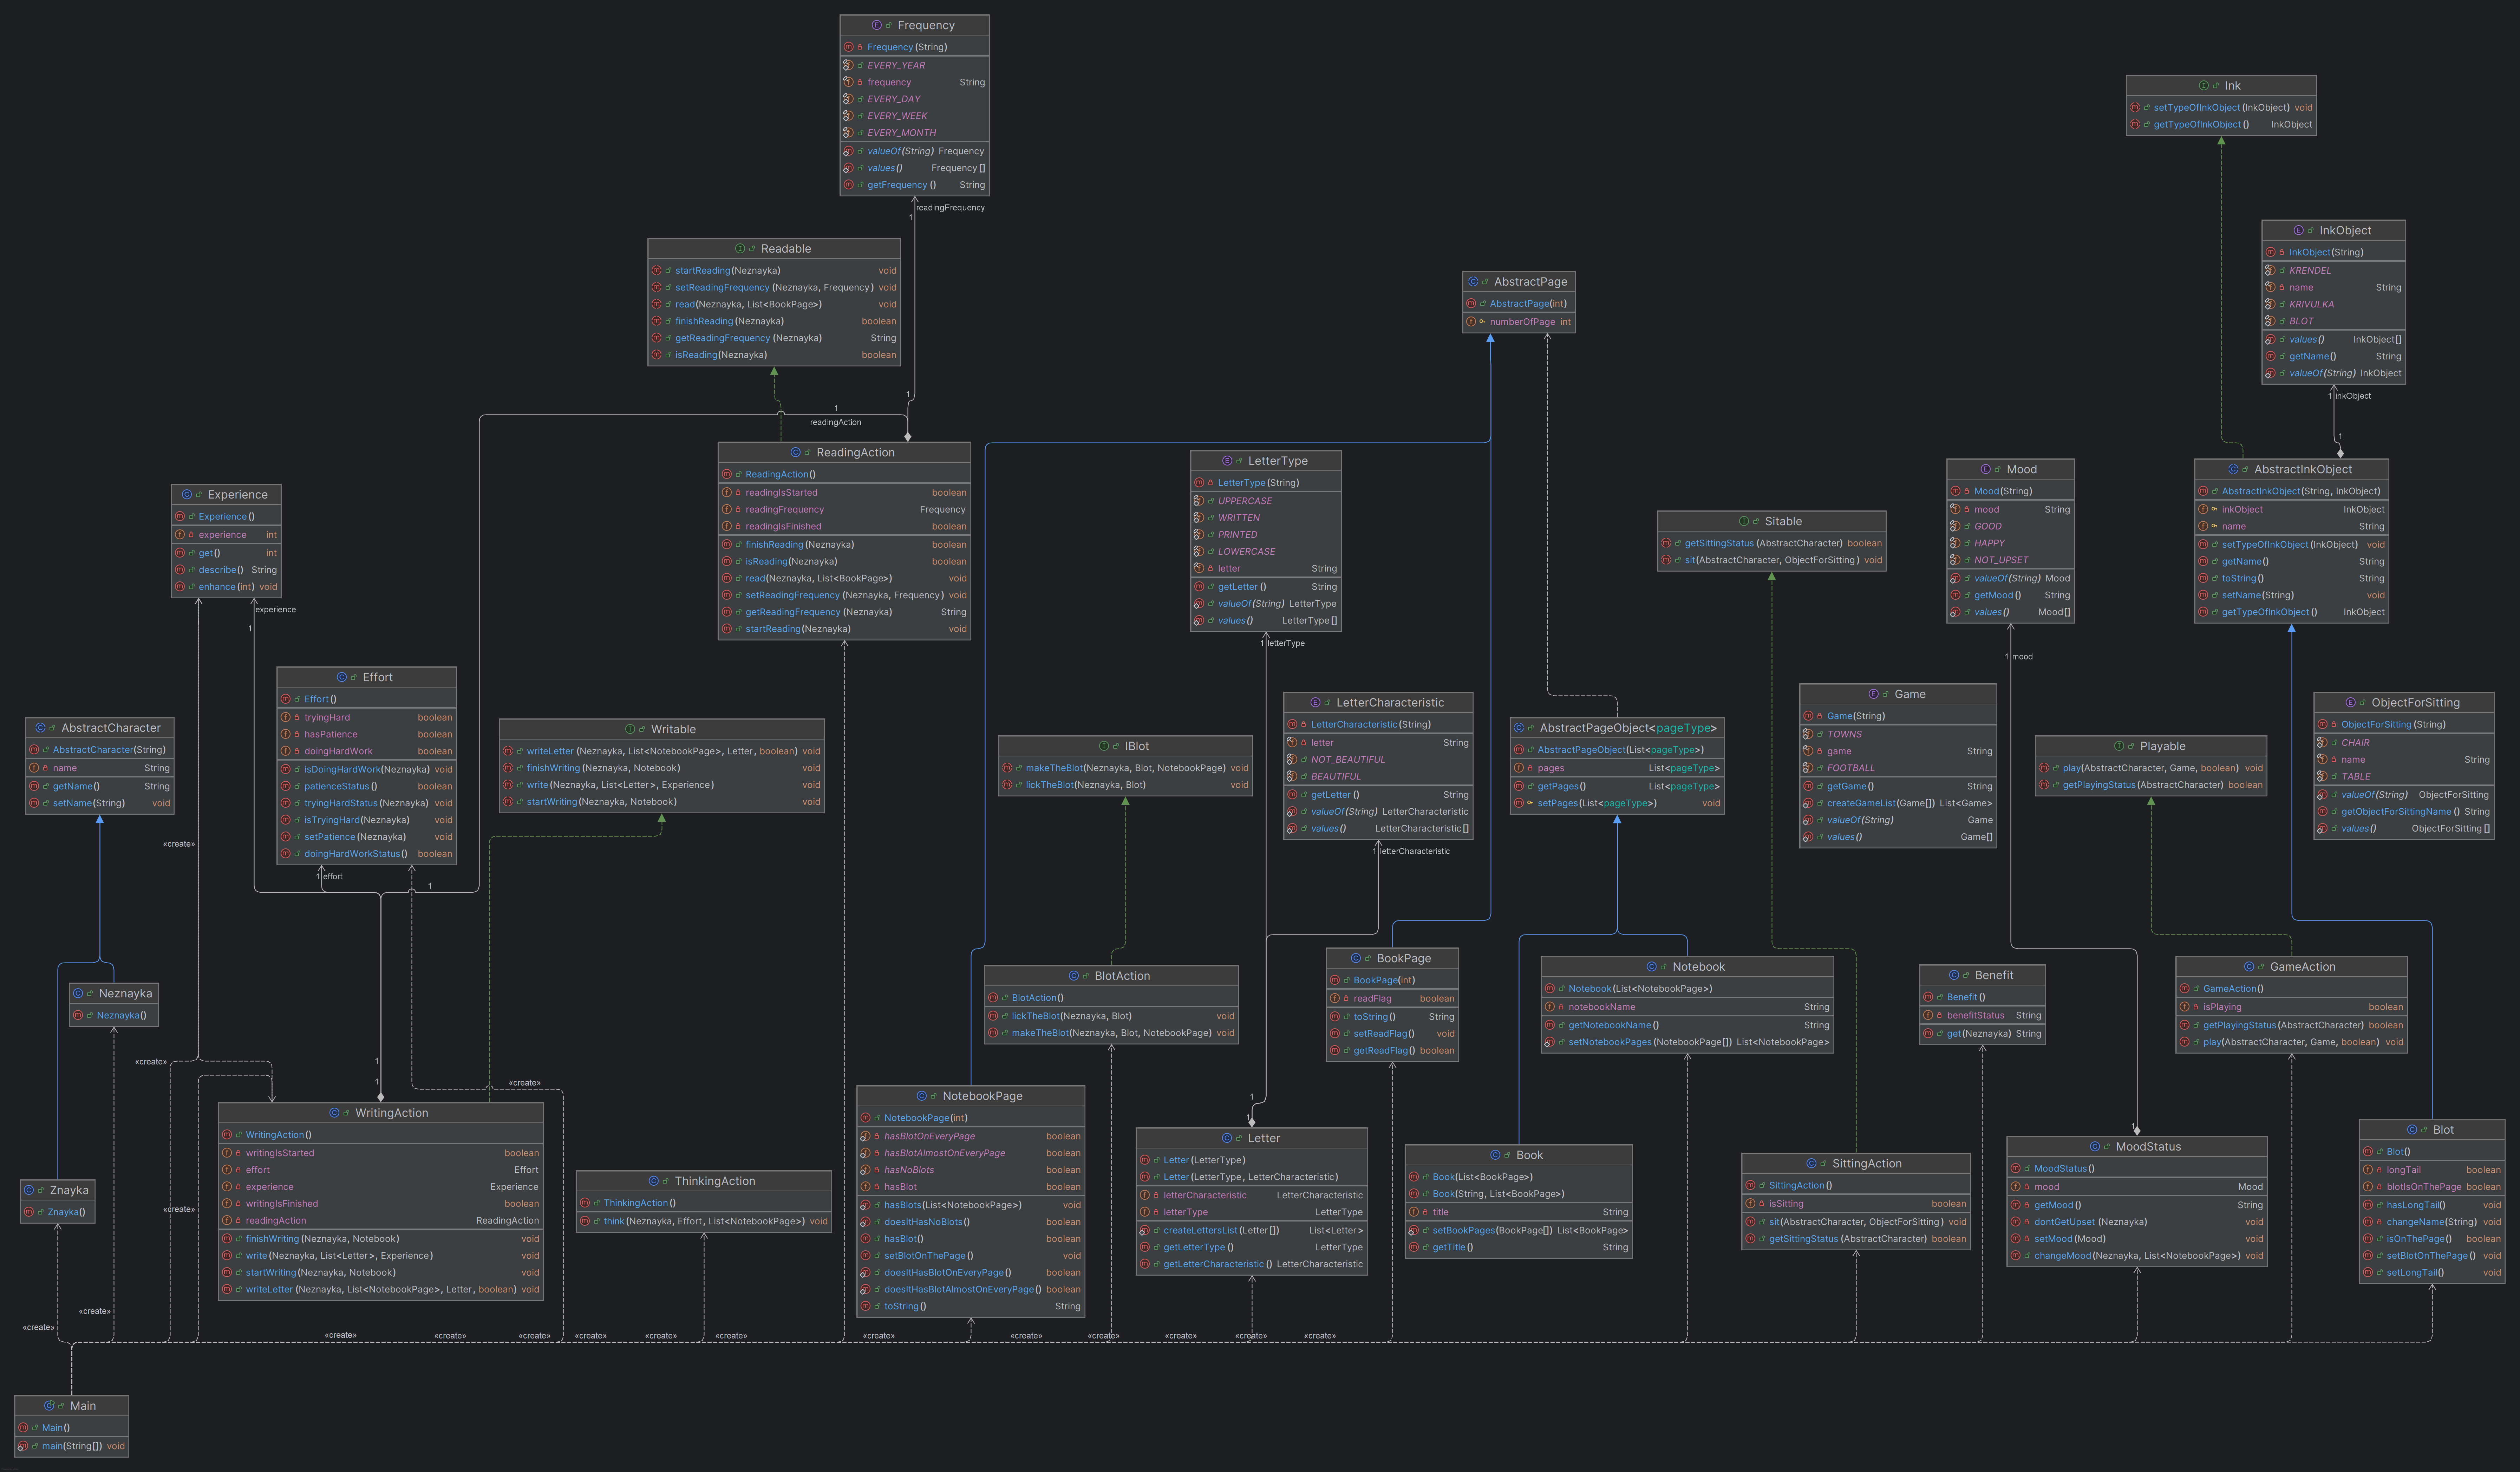 Frequency
Frequency(String)
EVERY_YEAR
frequency String
EVERY_DAY
EVERY_WEEK
EVERY_MONTH
valueOf(String) Frequency
values() Frequency[]
getFrequency() String
readingFrequency
1
Ink
setTypeOfInkObject(InkObject) void
getTypeOfInkObject() InkObject
Readable
startReading(Neznayka) void
setReadingFrequency(Neznayka, Frequency) void
read(Neznayka, List<BookPage>) void
finishReading(Neznayka) boolean
getReadingFrequency(Neznayka) String
isReading(Neznayka) boolean
InkObject
InkObject(String)
KRENDEL
name String
KRIVULKA
BLOT
values() InkObject[]
getName() String
valueOf(String) InkObject
1 inkObject
1
AbstractPage
AbstractPage(int)
numberOfPage int
1
1
readingAction
ReadingAction
ReadingAction()
readingIsStarted boolean
readingFrequency Frequency
readingIsFinished boolean
finishReading(Neznayka) boolean
isReading(Neznayka) boolean
read(Neznayka, List<BookPage>) void
setReadingFrequency(Neznayka, Frequency) void
getReadingFrequency(Neznayka) String
startReading(Neznayka) void
LetterType
LetterType(String)
UPPERCASE
WRITTEN
PRINTED
LOWERCASE
letter String
getLetter() String
valueOf(String) LetterType
values() LetterType[]
1 letterType
Mood
Mood(String)
mood String
GOOD
HAPPY
NOT_UPSET
valueOf(String) Mood
getMood() String
values() Mood[]
1 mood
AbstractInkObject
AbstractInkObject(String, InkObject)
inkObject InkObject
name String
setTypeOfInkObject(InkObject) void
getName() String
toString() String
setName(String) void
getTypeOfInkObject() InkObject
Experience
Experience()
experience int
get() int
describe() String
enhance(int) void
experience
1
Sitable
getSittingStatus(AbstractCharacter) boolean
sit(AbstractCharacter, ObjectForSitting) void
Effort
Effort()
tryingHard boolean
hasPatience boolean
doingHardWork boolean
isDoingHardWork(Neznayka) void
patienceStatus() boolean
tryingHardStatus(Neznayka) void
isTryingHard(Neznayka) void
setPatience(Neznayka) void
doingHardWorkStatus() boolean
1 effort
1
AbstractCharacter
AbstractCharacter(String)
name String
getName() String
setName(String) void
Writable
writeLetter(Neznayka, List<NotebookPage>, Letter, boolean) void
finishWriting(Neznayka, Notebook) void
write(Neznayka, List<Letter>, Experience) void
startWriting(Neznayka, Notebook) void
IBlot
makeTheBlot(Neznayka, Blot, NotebookPage) void
lickTheBlot(Neznayka, Blot) void
LetterCharacteristic
LetterCharacteristic(String)
letter String
NOT_BEAUTIFUL
BEAUTIFUL
getLetter() String
valueOf(String) LetterCharacteristic
values() LetterCharacteristic[]
1 letterCharacteristic
AbstractPageObject<pageType>
AbstractPageObject(List<pageType>)
pages List<pageType>
getPages() List<pageType>
setPages(List<pageType>) void
Game
Game(String)
TOWNS
game String
FOOTBALL
getGame() String
createGameList(Game[]) List<Game>
valueOf(String) Game
values() Game[]
Playable
play(AbstractCharacter, Game, boolean) void
getPlayingStatus(AbstractCharacter) boolean
ObjectForSitting
ObjectForSitting(String)
CHAIR
name String
TABLE
valueOf(String) ObjectForSitting
getObjectForSittingName() String
values() ObjectForSitting[]
«create»
Neznayka
Neznayka()
BlotAction
BlotAction()
lickTheBlot(Neznayka, Blot) void
makeTheBlot(Neznayka, Blot, NotebookPage) void
BookPage
BookPage(int)
readFlag boolean
toString() String
setReadFlag() void
getReadFlag() boolean
Notebook
Notebook(List<NotebookPage>)
notebookName String
getNotebookName() String
setNotebookPages(NotebookPage[]) List<NotebookPage>
Benefit
Benefit()
benefitStatus String
get(Neznayka) String
GameAction
GameAction()
isPlaying boolean
getPlayingStatus(AbstractCharacter) boolean
play(AbstractCharacter, Game, boolean) void
«create»
1
1
«create»
WritingAction
WritingAction()
writingIsStarted boolean
effort Effort
experience Experience
writingIsFinished boolean
readingAction ReadingAction
finishWriting(Neznayka, Notebook) void
write(Neznayka, List<Letter>, Experience) void
startWriting(Neznayka, Notebook) void
writeLetter(Neznayka, List<NotebookPage>, Letter, boolean) void
NotebookPage
NotebookPage(int)
hasBlotOnEveryPage boolean
hasBlotAlmostOnEveryPage boolean
hasNoBlots boolean
hasBlot boolean
hasBlots(List<NotebookPage>) void
doesItHasNoBlots() boolean
hasBlot() boolean
setBlotOnThePage() void
doesItHasBlotOnEveryPage() boolean
doesItHasBlotAlmostOnEveryPage() boolean
toString() String
1
1
Letter
Letter(LetterType)
Letter(LetterType, LetterCharacteristic)
letterCharacteristic LetterCharacteristic
letterType LetterType
createLettersList(Letter[]) List<Letter>
getLetterType() LetterType
getLetterCharacteristic() LetterCharacteristic
Book
Book(List<BookPage>)
Book(String, List<BookPage>)
title String
setBookPages(BookPage[]) List<BookPage>
getTitle() String
SittingAction
SittingAction()
isSitting boolean
sit(AbstractCharacter, ObjectForSitting) void
getSittingStatus(AbstractCharacter) boolean
1
MoodStatus
MoodStatus()
mood Mood
getMood() String
dontGetUpset(Neznayka) void
setMood(Mood) void
changeMood(Neznayka, List<NotebookPage>) void
Blot
Blot()
longTail boolean
blotIsOnThePage boolean
hasLongTail() void
changeName(String) void
isOnThePage() boolean
setBlotOnThePage() void
setLongTail() void
Znayka
Znayka()
«create»
ThinkingAction
ThinkingAction()
think(Neznayka, Effort, List<NotebookPage>) void
«create»
«create» «create» «create» «create» «create» «create» «create» «create» «create» «create» «create» «create» «create» «create»
Main
Main()
main(String[]) void